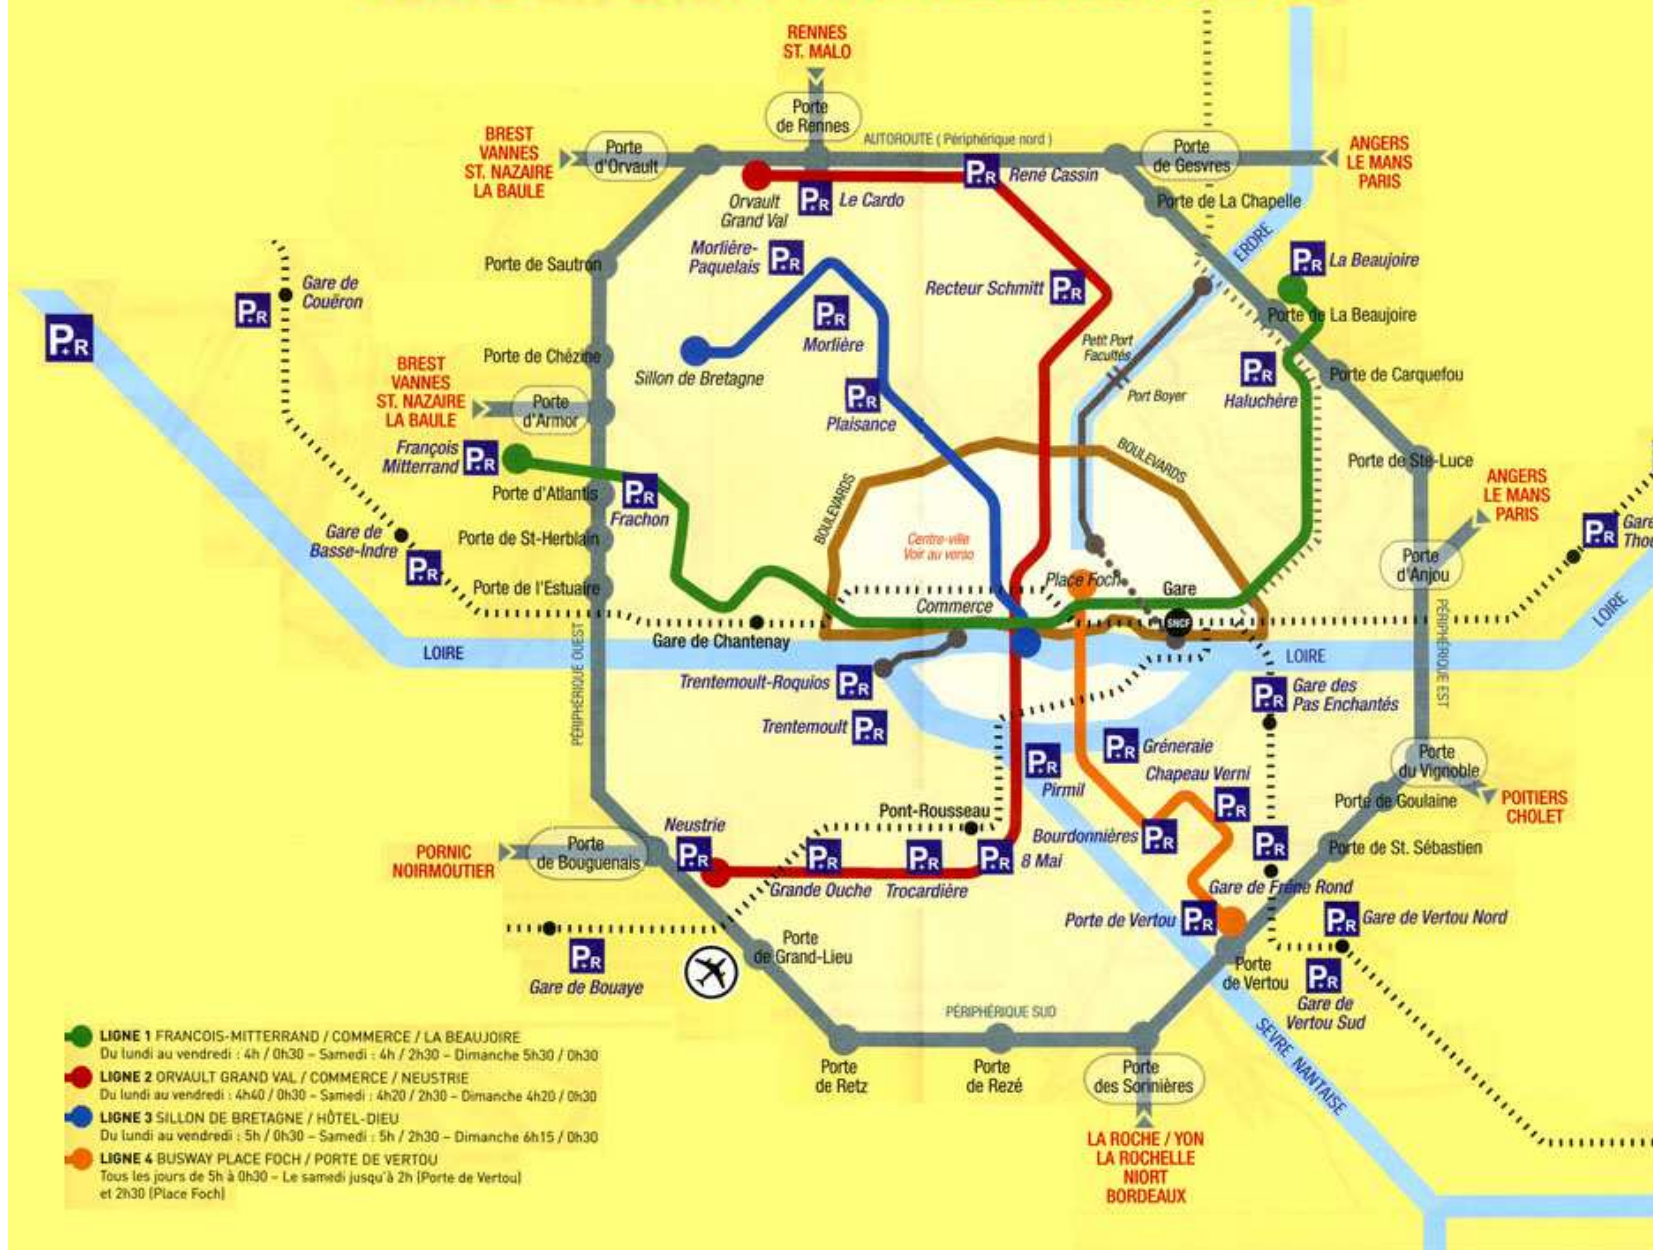 RENNES
ST. MALO
Porte
de Rennes
AUTOROUTE ( Périphérique nord )
BREST
VANNES
ST. NAZAIRE
LA BAULE
Porte
d'Orvault
Porte
de Gesvres
ANGERS
LE MANS
PARIS
P+R
René Cassin
Orvault
Grand Val
P+R
Le Cardo
Porte de La Chapelle
Morlière-
Paquelais
P+R
ERDRE
Porte de Sautron
P+R
La Beaujoire
Gare de
Couëron
P+R
Recteur Schmitt
P+R
P+R
Morlière
Porte de La Beaujoire
P+R
Petit Port
Facultés
Porte de Chézine
Sillon de Bretagne
P+R
Haluchère
Porte de Carquefou
BREST
VANNES
ST. NAZAIRE
LA BAULE
Porte
d'Armor
P+R
Plaisance
Port Boyer
François
Mitterrand
P+R
BOULEVARDS
BOULEVARDS
Porte de Ste-Luce
Porte d'Atlantis
P+R
Frachon
ANGERS
LE MANS
PARIS
Gare de
Basse-Indre
P+R
Porte de St-Herblain
Centre-ville
Voir au verso
P+R
Gare
Thou
Porte
d'Anjou
Porte de l'Estuaire
Place Foch
Gare
Commerce
SNCF
LOIRE
PÉRIPHÉRIQUE EST
Gare de Chantenay
LOIRE
LOIRE
PÉRIPHÉRIQUE OUEST
Trentemoult-Roquios
P+R
P+R
Gare des
Pas Enchantés
Trentemoult
P+R
P+R
Pirmil
P+R
Gréneraie
Chapeau Verni
P+R
Porte
du Vignoble
Porte de Goulaine
POITIERS
CHOLET
Pont-Rousseau
Neustrie
P+R
Bourdonnières
P+R
P+R
Porte de St. Sébastien
PORNIC
NOIRMOUTIER
Porte
de Bouguenais
P+R
Grande Ouche
P+R
Trocardière
P+R
8 Mai
Gare de Frêne Rond
Porte de Vertou
P+R
P+R
Gare de Vertou Nord
Porte
de Grand-Lieu
P+R
Gare de Bouaye
Porte
de Vertou
P+R
Gare de
Vertou Sud
PÉRIPHÉRIQUE SUD
SEVRE NANTAISE
Porte
de Retz
Porte
de Rezé
Porte
des Sorinières
LA ROCHE / YON
LA ROCHELLE
NIORT
BORDEAUX
LIGNE 1 FRANCOIS-MITTERRAND / COMMERCE / LA BEAUJOIRE
Du lundi au vendredi : 4h / 0h30 – Samedi : 4h / 2h30 – Dimanche 5h30 / 0h30
LIGNE 2 ORVAULT GRAND VAL / COMMERCE / NEUSTRIE
Du lundi au vendredi : 4h40 / 0h30 – Samedi : 4h20 / 2h30 – Dimanche 4h20 / 0h30
LIGNE 3 SILLON DE BRETAGNE / HÔTEL-DIEU
Du lundi au vendredi : 5h / 0h30 – Samedi : 5h / 2h30 – Dimanche 6h15 / 0h30
LIGNE 4 BUSWAY PLACE FOCH / PORTE DE VERTOU
Tous les jours de 5h à 0h30 – Le samedi jusqu'à 2h (Porte de Vertou)
et 2h30 (Place Foch)